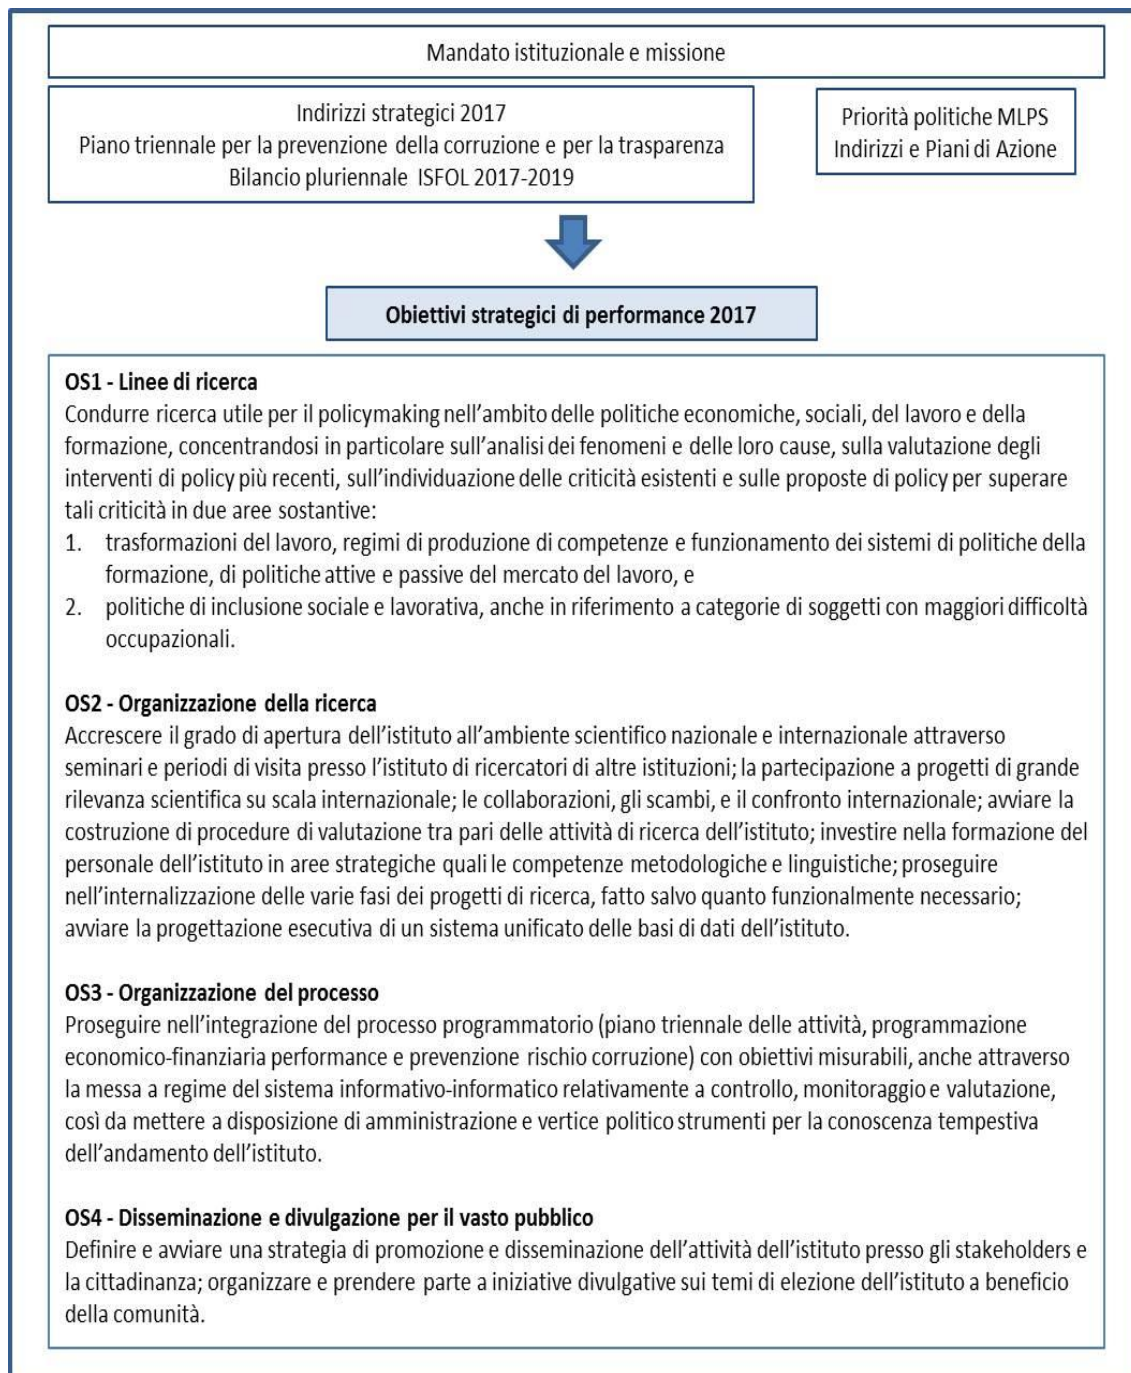 Mandato istituzionale e missione
Indirizzi strategici 2017
Piano triennale per la prevenzione della corruzione e per la trasparenza
Bilancio pluriennale ISFOL 2017-2019
Priorità politiche MLPS
Indirizzi e Piani di Azione
Obiettivi strategici di performance 2017
OS1 - Linee di ricerca
Condurre ricerca utile per il policymaking nell'ambito delle politiche economiche, sociali, del lavoro e della
formazione, concentrandosi in particolare sull'analisi dei fenomeni e delle loro cause, sulla valutazione degli
interventi di policy più recenti, sull'individuazione delle criticità esistenti e sulle proposte di policy per superare
tali criticità in due aree sostantive:
1. trasformazioni del lavoro, regimi di produzione di competenze e funzionamento dei sistemi di politiche della
formazione, di politiche attive e passive del mercato del lavoro, e
2. politiche di inclusione sociale e lavorativa, anche in riferimento a categorie di soggetti con maggiori difficoltà
occupazionali.
OS2 - Organizzazione della ricerca
Accrescere il grado di apertura dell'istituto all'ambiente scientifico nazionale e internazionale attraverso
seminari e periodi di visita presso l'istituto di ricercatori di altre istituzioni; la partecipazione a progetti di grande
rilevanza scientifica su scala internazionale; le collaborazioni, gli scambi, e il confronto internazionale; avviare la
costruzione di procedure di valutazione tra pari delle attività di ricerca dell'istituto; investire nella formazione del
personale dell'istituto in aree strategiche quali le competenze metodologiche e linguistiche; proseguire
nell'internalizzazione delle varie fasi dei progetti di ricerca, fatto salvo quanto funzionalmente necessario;
avviare la progettazione esecutiva di un sistema unificato delle basi di dati dell'istituto.
OS3 - Organizzazione del processo
Proseguire nell'integrazione del processo programmatorio (piano triennale delle attività, programmazione
economico-finanziaria performance e prevenzione rischio corruzione) con obiettivi misurabili, anche attraverso
la messa a regime del sistema informativo-informatico relativamente a controllo, monitoraggio e valutazione,
così da mettere a disposizione di amministrazione e vertice politico strumenti per la conoscenza tempestiva
dell'andamento dell'istituto.
OS4 - Disseminazione e divulgazione per il vasto pubblico
Definire e avviare una strategia di promozione e disseminazione dell'attività dell'istituto presso gli stakeholders e
la cittadinanza; organizzare e prendere parte a iniziative divulgative sui temi di elezione dell'istituto a beneficio
della comunità.